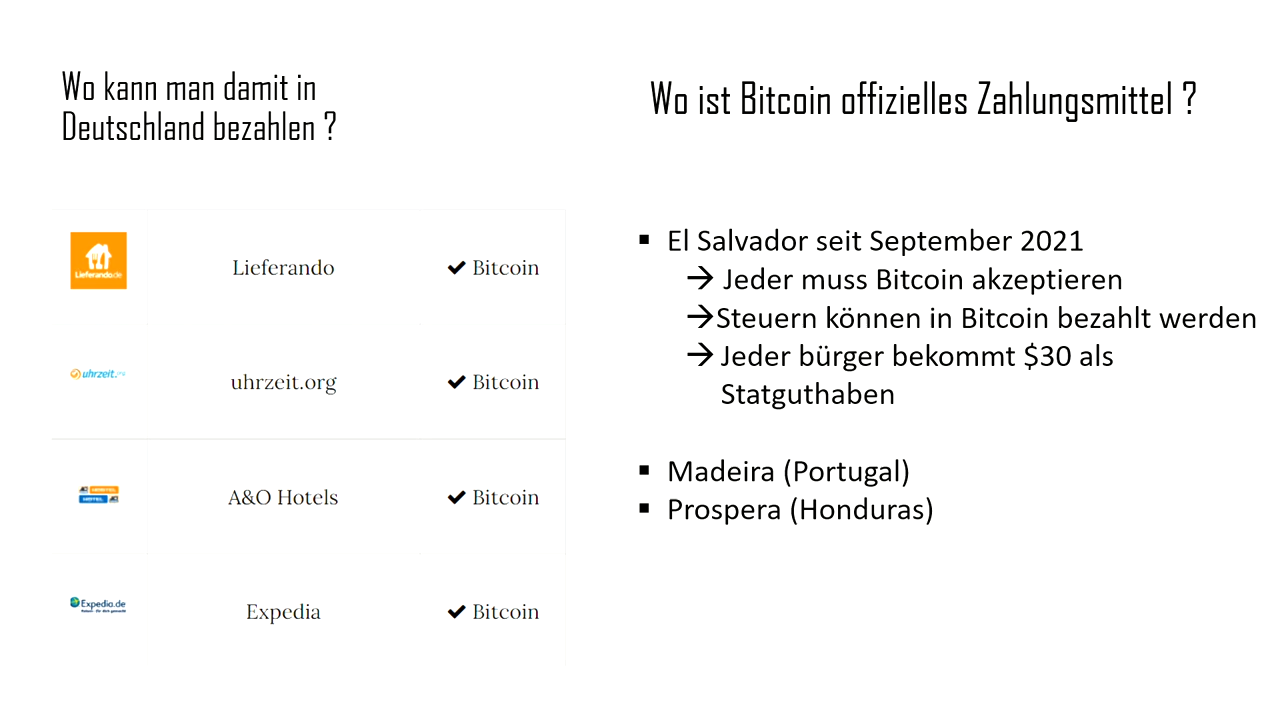 Wo kann man damit in
Deutschland bezahlen ?
Lieferando.de
Lieferando
✔ Bitcoin
uhrzeit.org
uhrzeit.org
✔ Bitcoin
A&O Hotels
✔ Bitcoin
Expedia.de
Expedia
✔ Bitcoin
Wo ist Bitcoin offizielles Zahlungsmittel ?
▪ El Salvador seit September 2021
→ Jeder muss Bitcoin akzeptieren
→Steuern können in Bitcoin bezahlt werden
→ Jeder bürger bekommt $30 als
Statguthaben
▪ Madeira (Portugal)
▪ Prospera (Honduras)